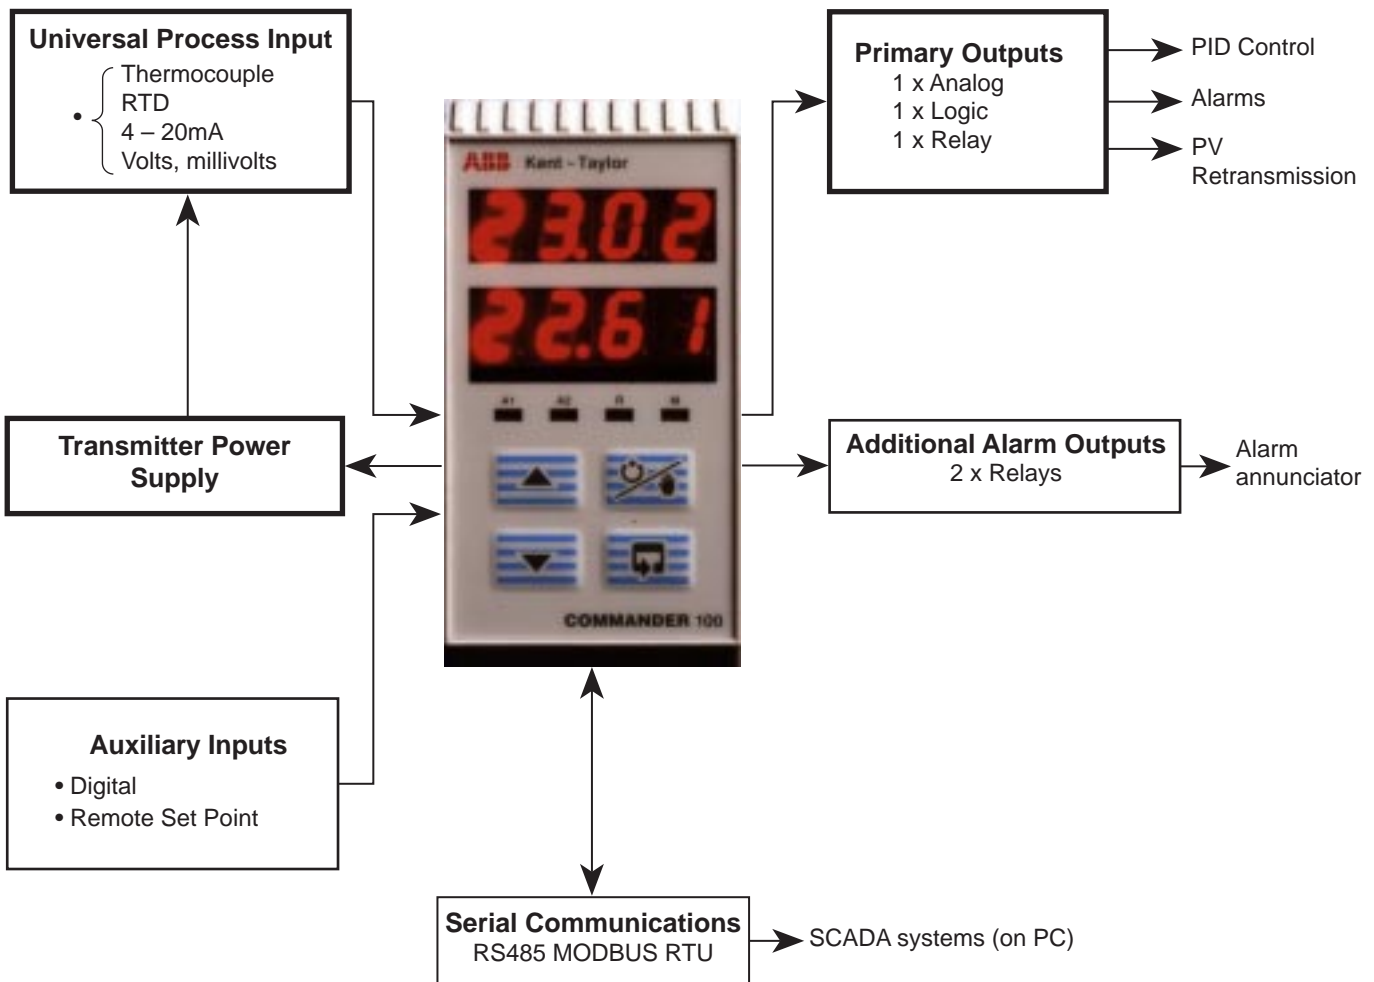 Universal Process Input
• Thermocouple
RTD
4 – 20mA
Volts, millivolts
Transmitter Power
Supply
Auxiliary Inputs
• Digital
• Remote Set Point
ABB Kent-Taylor
23.02
22.61
A1 A2 R M
COMMANDER 100
Primary Outputs
1 x Analog
1 x Logic
1 x Relay
PID Control
Alarms
PV
Retransmission
Additional Alarm Outputs
2 x Relays
Alarm
annunciator
Serial Communications
RS485 MODBUS RTU
SCADA systems (on PC)